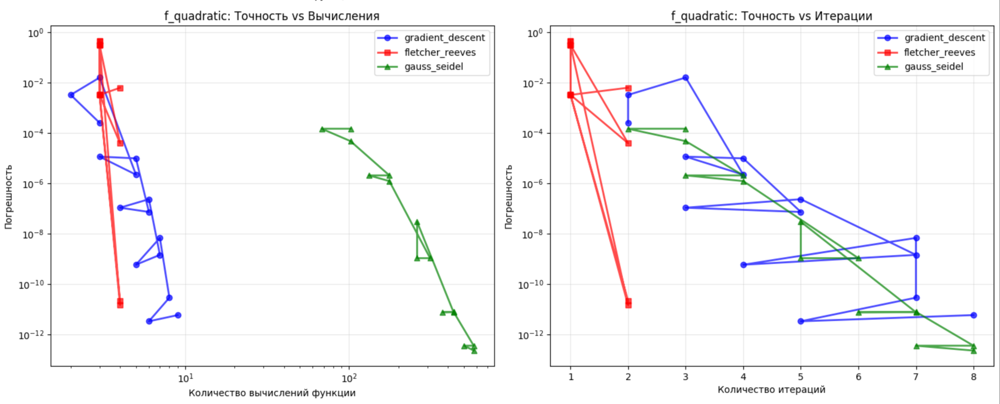 f_quadratic: Точность vs Вычисления
10⁰
10⁻²
10⁻⁴
10⁻⁶
10⁻⁸
10⁻¹⁰
10⁻¹²
Погрешность
gradient_descent
fletcher_reeves
gauss_seidel
10¹
10²
Количество вычислений функции
f_quadratic: Точность vs Итерации
10⁰
10⁻²
10⁻⁴
10⁻⁶
10⁻⁸
10⁻¹⁰
10⁻¹²
Погрешность
gradient_descent
fletcher_reeves
gauss_seidel
1 2 3 4 5 6 7 8
Количество итераций